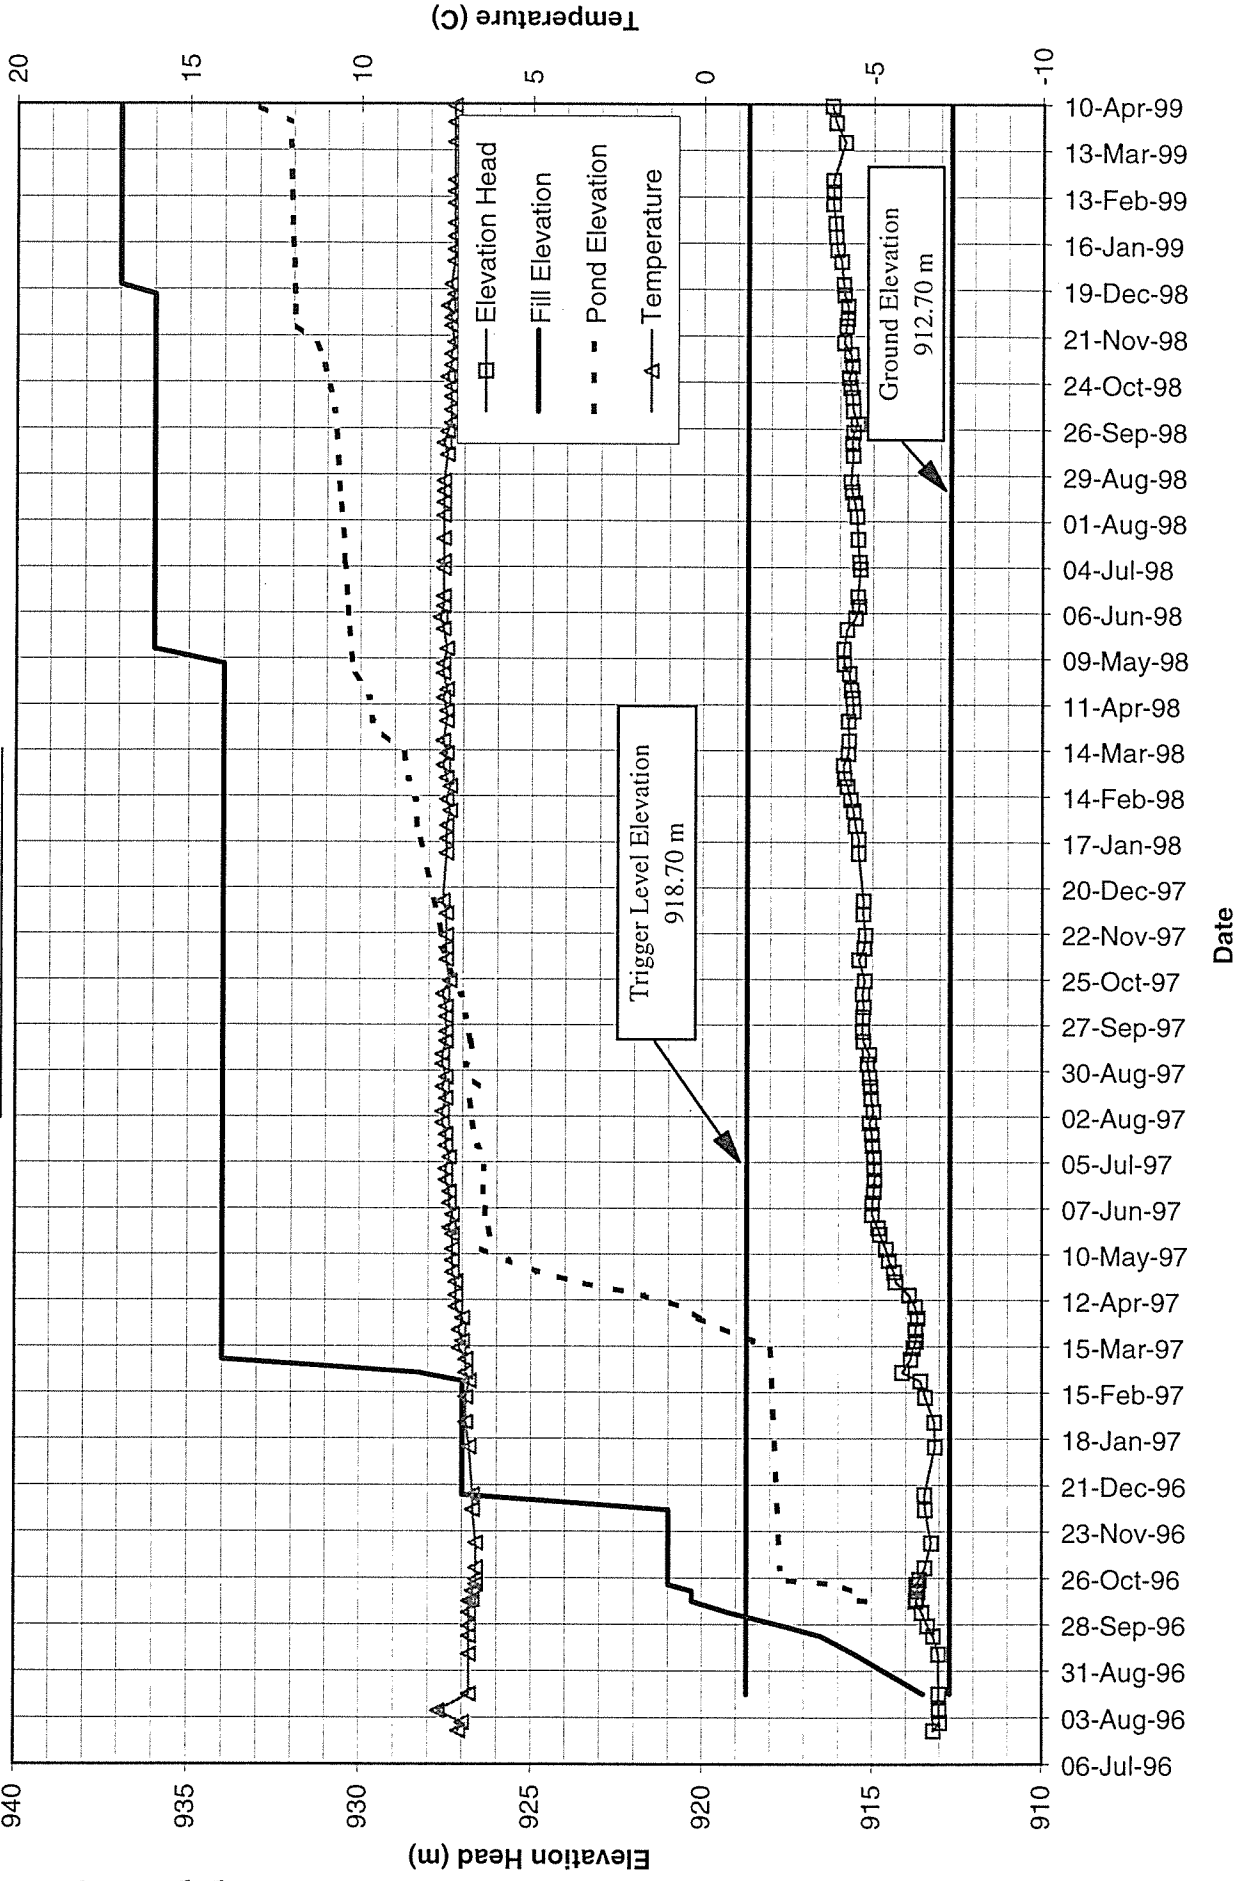 Temperature (C)
20
15
10
5
0
-5
-10
Elevation Head
Fill Elevation
Pond Elevation
Temperature
Ground Elevation
912.70 m
Trigger Level Elevation
918.70 m
10-Apr-99
13-Mar-99
13-Feb-99
16-Jan-99
19-Dec-98
21-Nov-98
24-Oct-98
26-Sep-98
29-Aug-98
01-Aug-98
04-Jul-98
06-Jun-98
09-May-98
11-Apr-98
14-Mar-98
14-Feb-98
17-Jan-98
20-Dec-97
22-Nov-97
25-Oct-97
27-Sep-97
30-Aug-97
02-Aug-97
05-Jul-97
07-Jun-97
10-May-97
12-Apr-97
15-Mar-97
15-Feb-97
18-Jan-97
21-Dec-96
23-Nov-96
26-Oct-96
28-Sep-96
31-Aug-96
03-Aug-96
06-Jul-96
Date
940
935
930
925
920
915
910
Elevation Head (m)